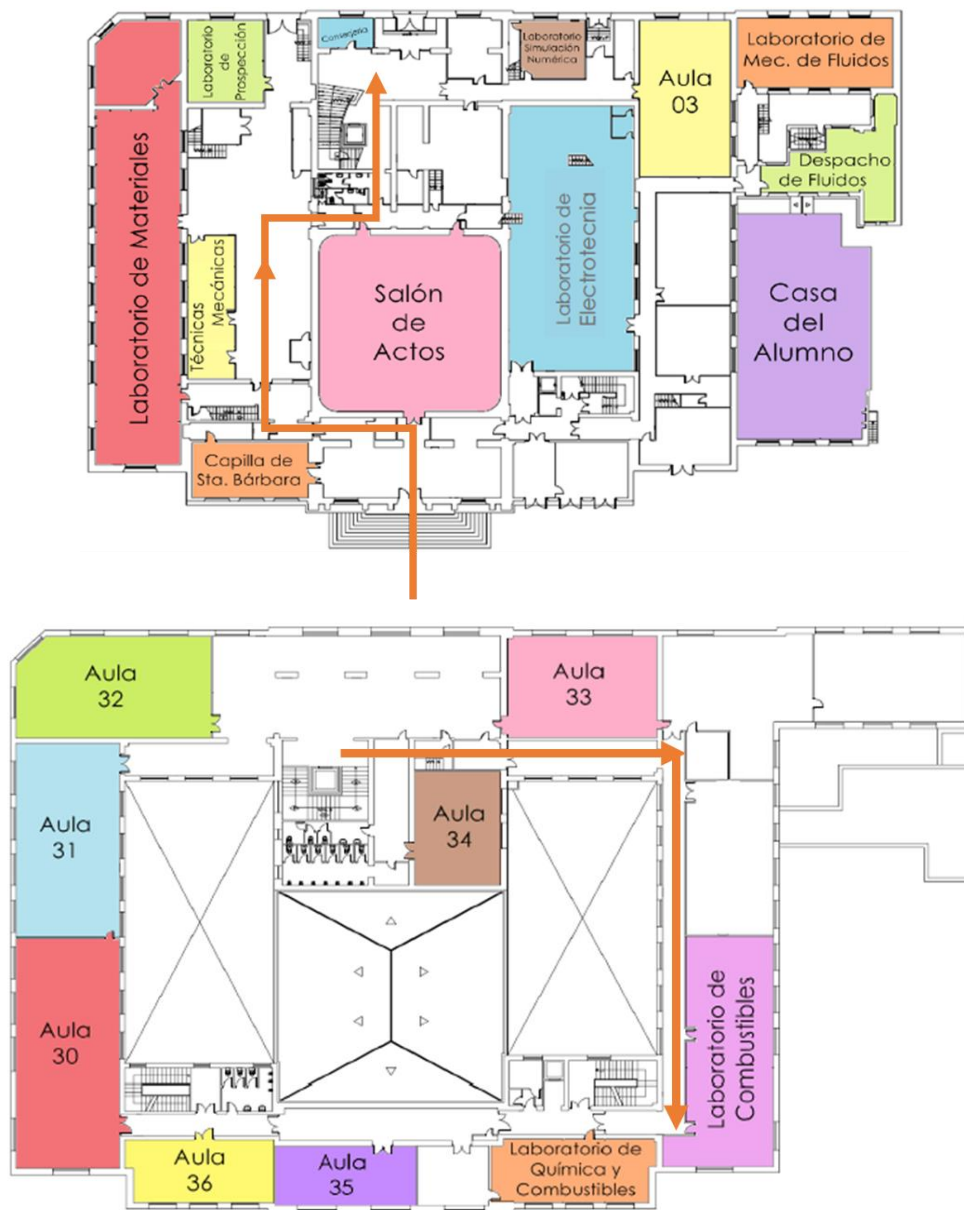 Conserjería
Laboratorio
de
Prospección
Laboratorio
Simulación
Numérica
Aula
03
Laboratorio de
Mec. de Fluidos
Despacho
de Fluidos
Laboratorio de Materiales
Técnicas
Mecánicas
Salón
de
Actos
Laboratorio de
Electrotecnia
Casa
del
Alumno
Capilla de
Sta. Bárbara
Aula
32
Aula
33
Aula
31
Aula
34
Aula
30
Laboratorio de
Combustibles
Aula
36
Aula
35
Laboratorio de
Química y
Combustibles